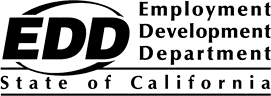 EDD
Employment
Development
Department
State of California